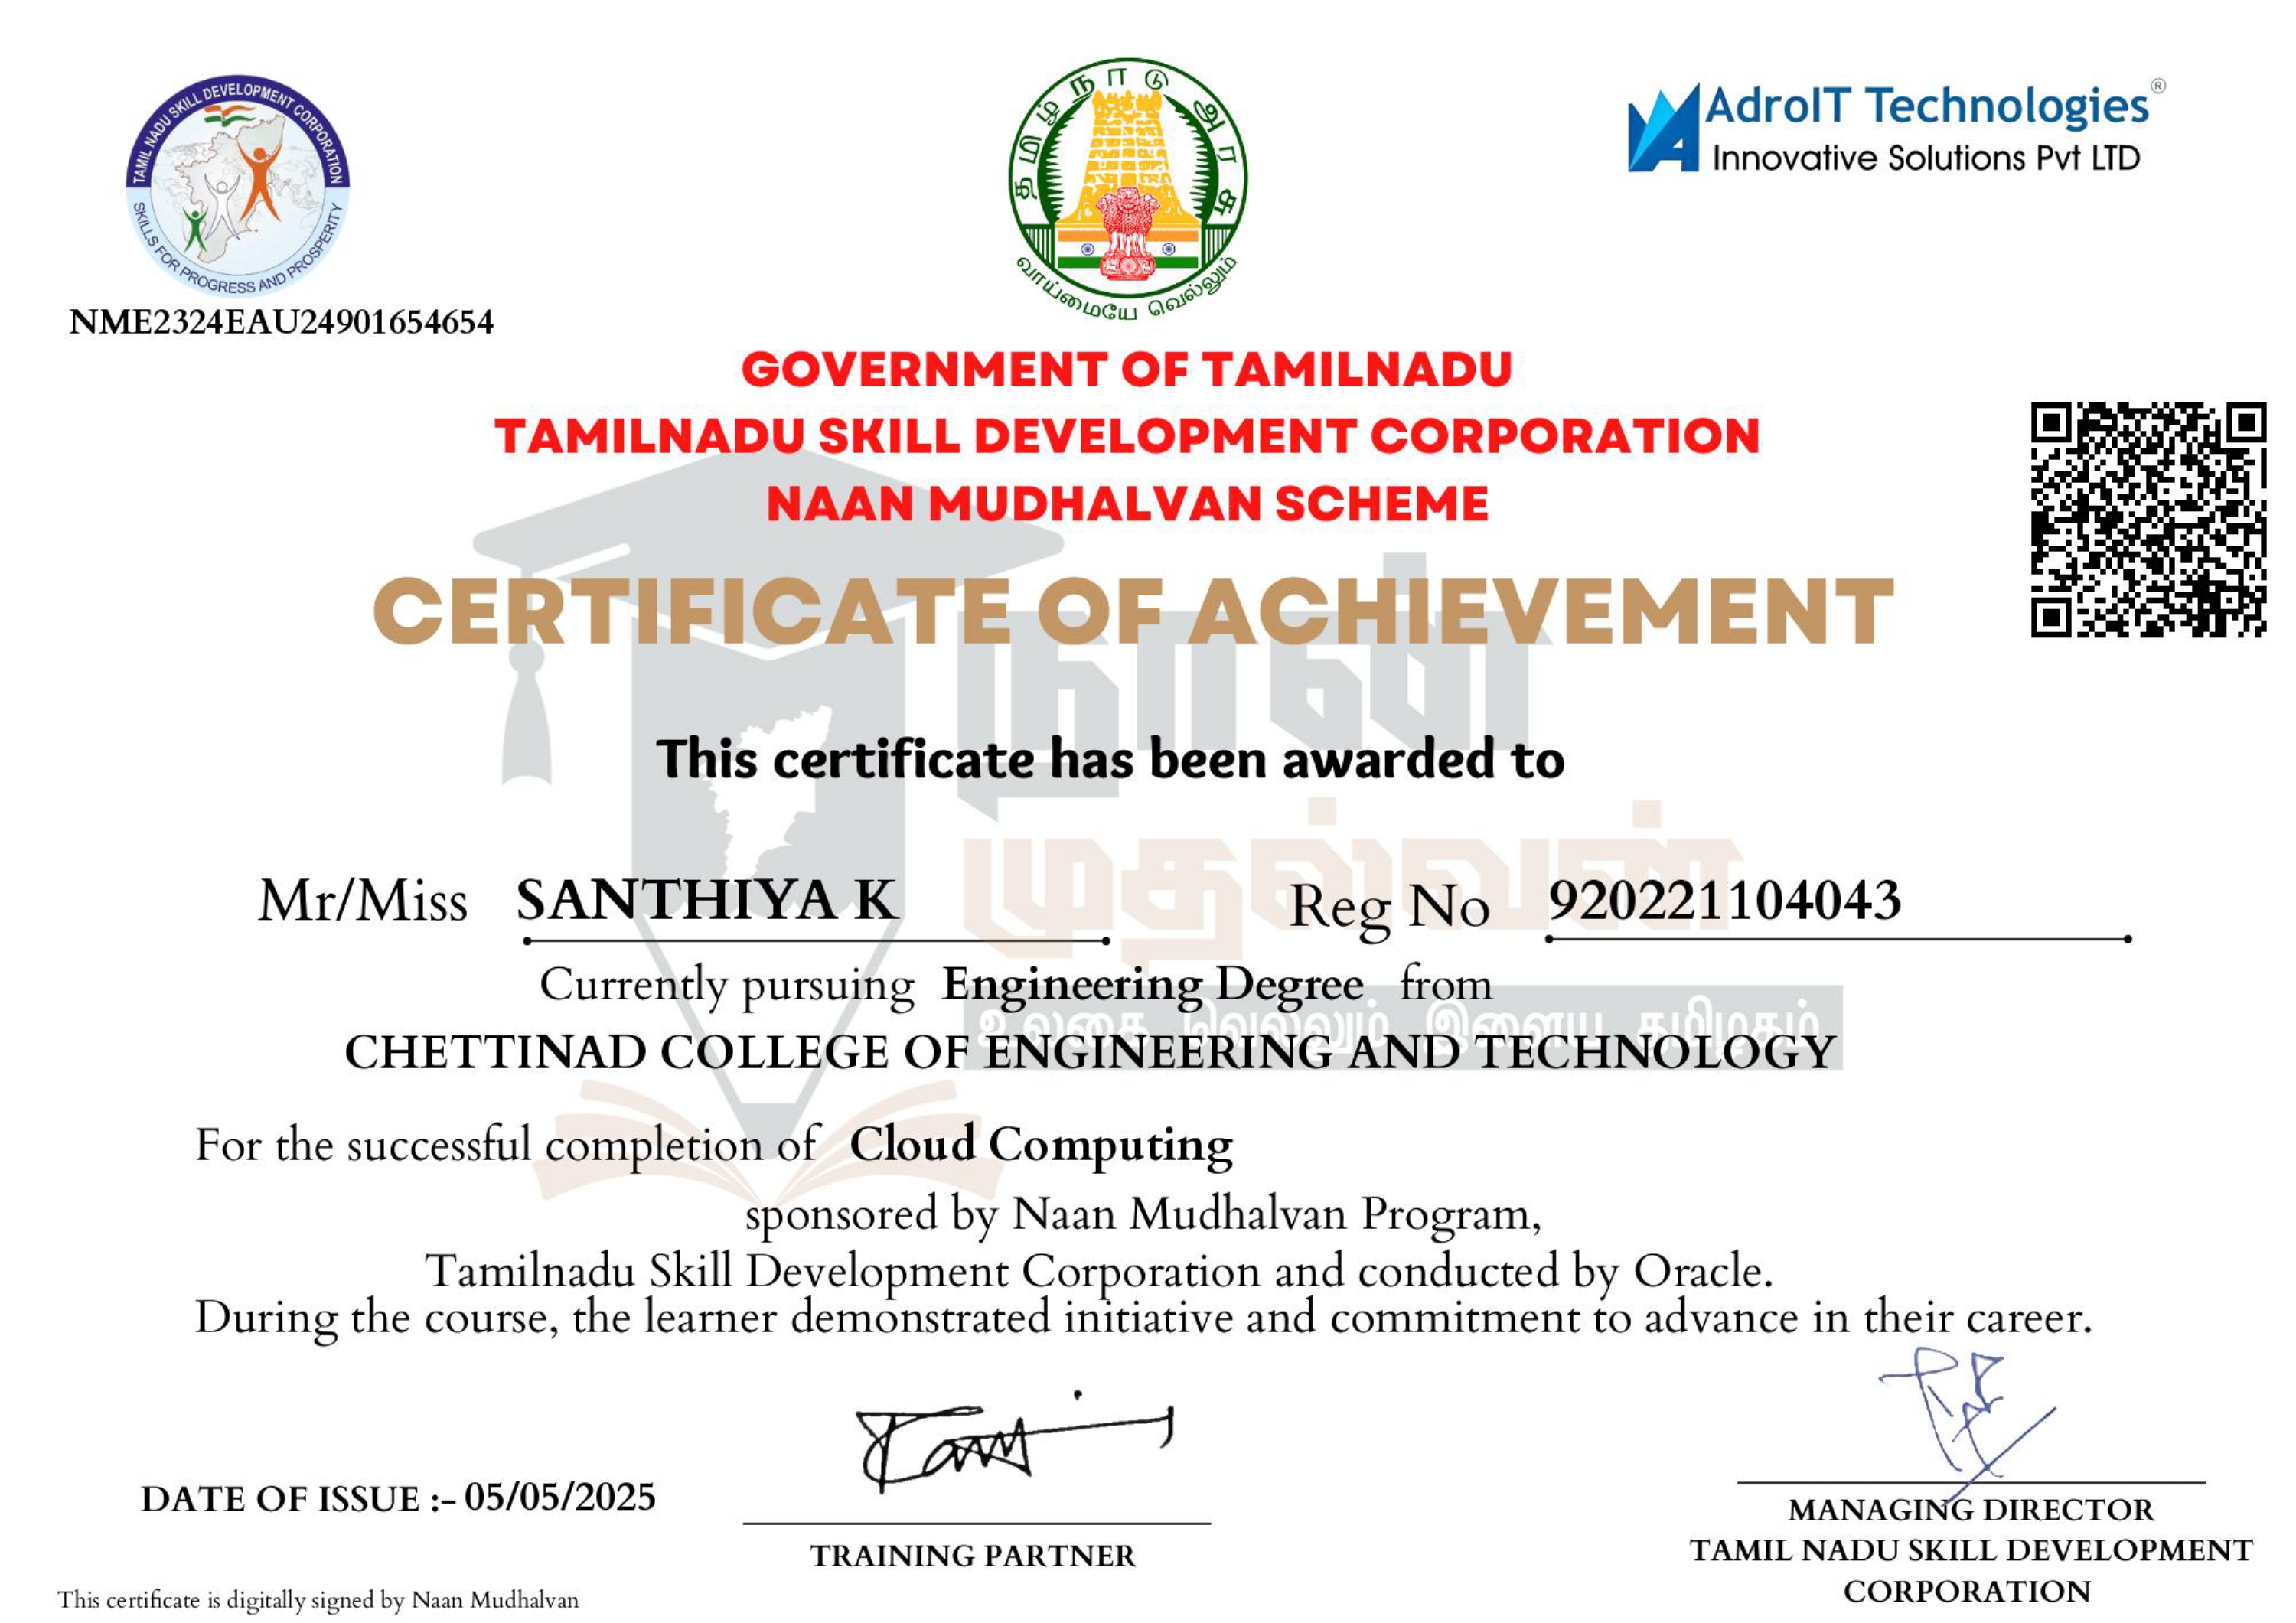 TAMIL NADU SKILL DEVELOPMENT CORPORATION
SKILLS FOR PROGRESS AND PROSPERITY
NME2324EAU24901654654
தமிழ்நாடு அரசு
வாய்மையே வெல்லும்
AdroIT Technologies®
Innovative Solutions Pvt LTD
GOVERNMENT OF TAMILNADU
TAMILNADU SKILL DEVELOPMENT CORPORATION
NAAN MUDHALVAN SCHEME
CERTIFICATE OF ACHIEVEMENT
நான்
This certificate has been awarded to
முதல்வன்
Mr/Miss SANTHIYA K Reg No 920221104043
Currently pursuing Engineering Degree from
உலகை வெல்லும் இளைய தமிழகம்
CHETTINAD COLLEGE OF ENGINEERING AND TECHNOLOGY
For the successful completion of Cloud Computing
sponsored by Naan Mudhalvan Program,
Tamilnadu Skill Development Corporation and conducted by Oracle.
During the course, the learner demonstrated initiative and commitment to advance in their career.
DATE OF ISSUE :- 05/05/2025
TRAINING PARTNER
MANAGING DIRECTOR
TAMIL NADU SKILL DEVELOPMENT
CORPORATION
This certificate is digitally signed by Naan Mudhalvan